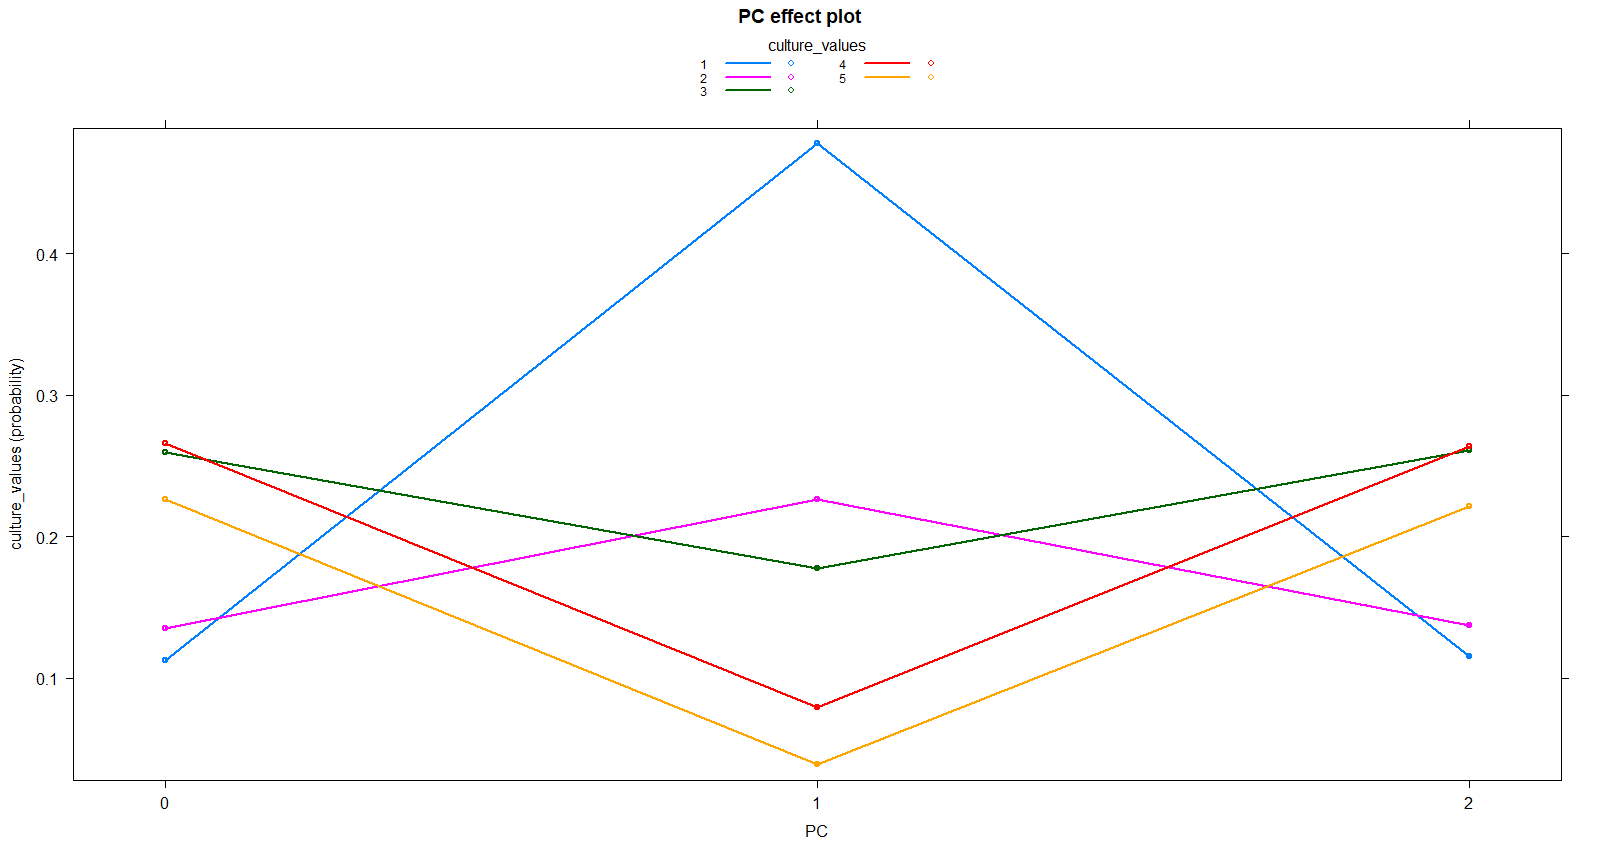 PC effect plot
culture_values
1 4
2 5
3
culture_values (probability)
0.4
0.3
0.2
0.1
0 1 2
PC